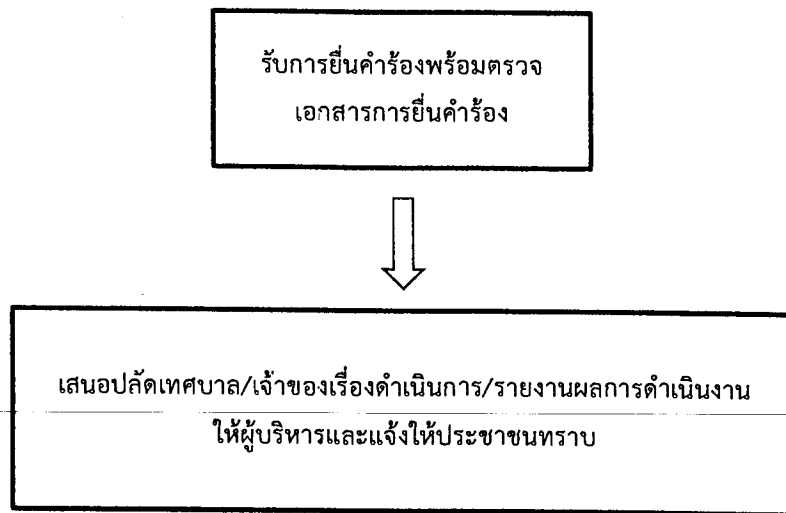 รับการยื่นคำร้องพร้อมตรวจ
เอกสารการยื่นคำร้อง
เสนอปลัดเทศบาล/เจ้าของเรื่องดำเนินการ/รายงานผลการดำเนินงาน
ให้ผู้บริหารและแจ้งให้ประชาชนทราบ